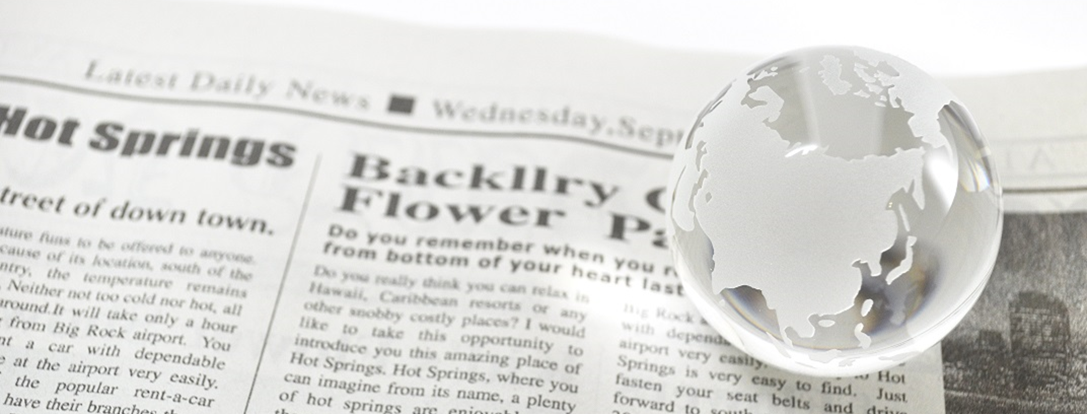 Latest Daily News ■ Wednesday,Sept
Hot Springs
treet of down town.
ature funs to be offered to anyone.
cause of its location, south of the
ntry, the temperature remains
. Neither not too cold nor hot, all
around.It will take only a hour
t from Big Rock airport. You
nt a car with dependable
e at the airport very easily.
the popular rent-a-car
have their branches
Backllry
Flower Pa
Do you remember when you r
from bottom of your heart last
Do you really think you can relax in
Hawaii, Caribbean resorts or any
other snobby costly places? I would
like to take this opportunity to
introduce you this amazing place of
Hot Springs. Hot Springs, where you
can imagine from its name, a plenty
of hot springs are
Big Rock
with depend
airport very easily.
Springs is very easy to find. Just
fasten your seat belts and drive
forward to south
Hot